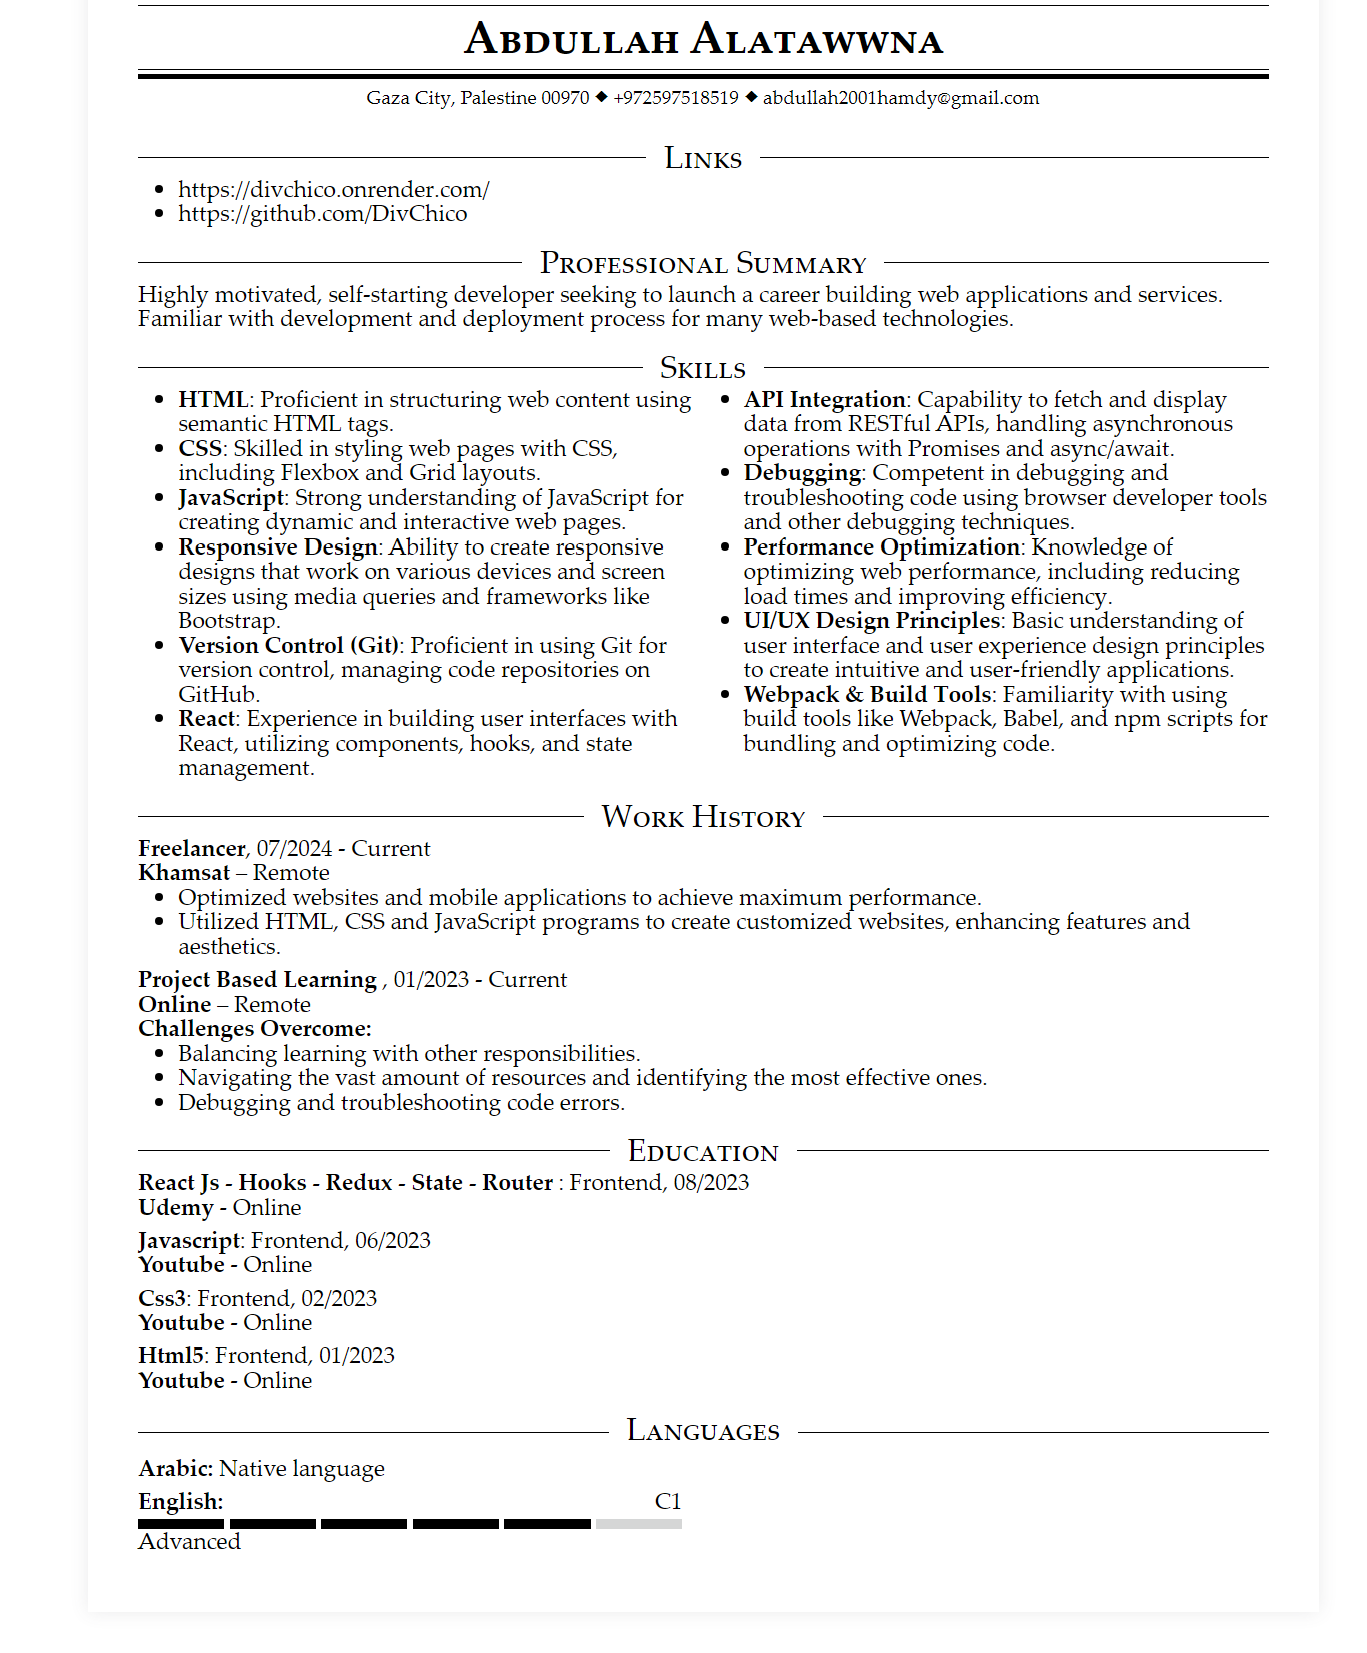 Abdullah Alatawwna
Gaza City, Palestine 00970 ◆ +972597518519 ◆ abdullah2001hamdy@gmail.com
Links
• https://divchico.onrender.com/
• https://github.com/DivChico
Professional Summary
Highly motivated, self-starting developer seeking to launch a career building web applications and services.
Familiar with development and deployment process for many web-based technologies.
Skills
• HTML: Proficient in structuring web content using
semantic HTML tags.
• CSS: Skilled in styling web pages with CSS,
including Flexbox and Grid layouts.
• JavaScript: Strong understanding of JavaScript for
creating dynamic and interactive web pages.
• Responsive Design: Ability to create responsive
designs that work on various devices and screen
sizes using media queries and frameworks like
Bootstrap.
• Version Control (Git): Proficient in using Git for
version control, managing code repositories on
GitHub.
• React: Experience in building user interfaces with
React, utilizing components, hooks, and state
management.
• API Integration: Capability to fetch and display
data from RESTful APIs, handling asynchronous
operations with Promises and async/await.
• Debugging: Competent in debugging and
troubleshooting code using browser developer tools
and other debugging techniques.
• Performance Optimization: Knowledge of
optimizing web performance, including reducing
load times and improving efficiency.
• UI/UX Design Principles: Basic understanding of
user interface and user experience design principles
to create intuitive and user-friendly applications.
• Webpack & Build Tools: Familiarity with using
build tools like Webpack, Babel, and npm scripts for
bundling and optimizing code.
Work History
Freelancer, 07/2024 - Current
Khamsat – Remote
• Optimized websites and mobile applications to achieve maximum performance.
• Utilized HTML, CSS and JavaScript programs to create customized websites, enhancing features and
aesthetics.
Project Based Learning , 01/2023 - Current
Online – Remote
Challenges Overcome:
• Balancing learning with other responsibilities.
• Navigating the vast amount of resources and identifying the most effective ones.
• Debugging and troubleshooting code errors.
Education
React Js - Hooks - Redux - State - Router : Frontend, 08/2023
Udemy - Online
Javascript: Frontend, 06/2023
Youtube - Online
Css3: Frontend, 02/2023
Youtube - Online
Html5: Frontend, 01/2023
Youtube - Online
Languages
Arabic: Native language
English: C1
Advanced